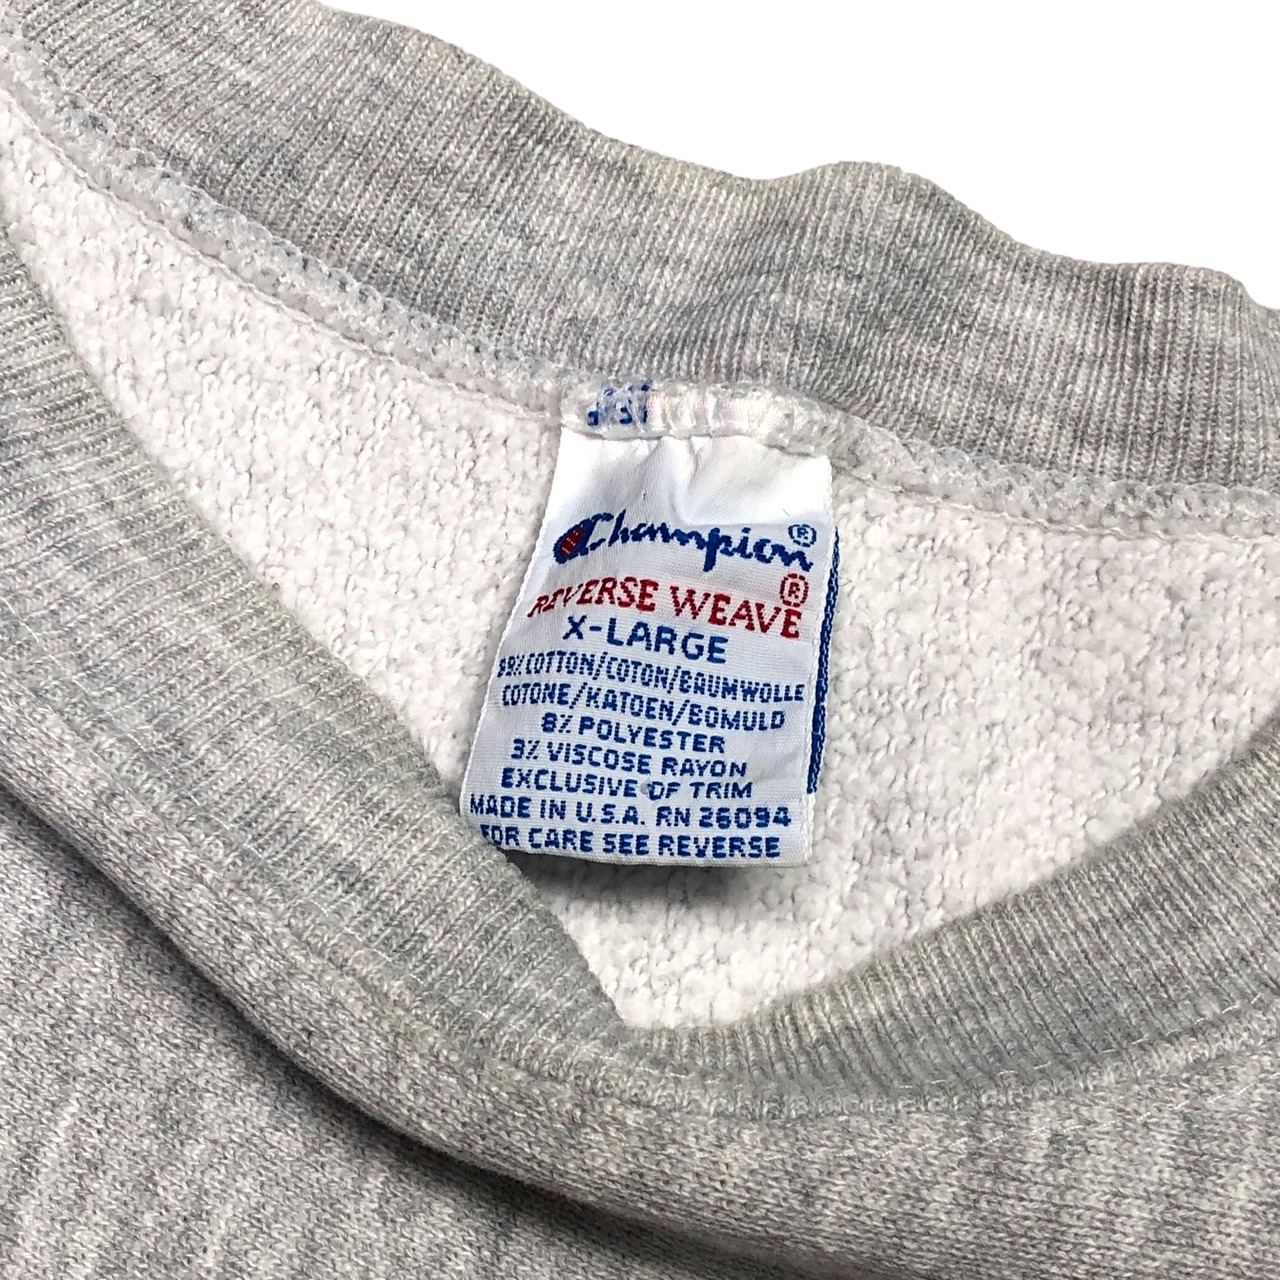 Champion®
REVERSE WEAVE®
X-LARGE
89% COTTON/COTON/BAUMWOLLE
COTONE/KATOEN/BOMULD
8% POLYESTER
3% VISCOSE RAYON
EXCLUSIVE OF TRIM
MADE IN U.S.A. RN 26094
FOR CARE SEE REVERSE